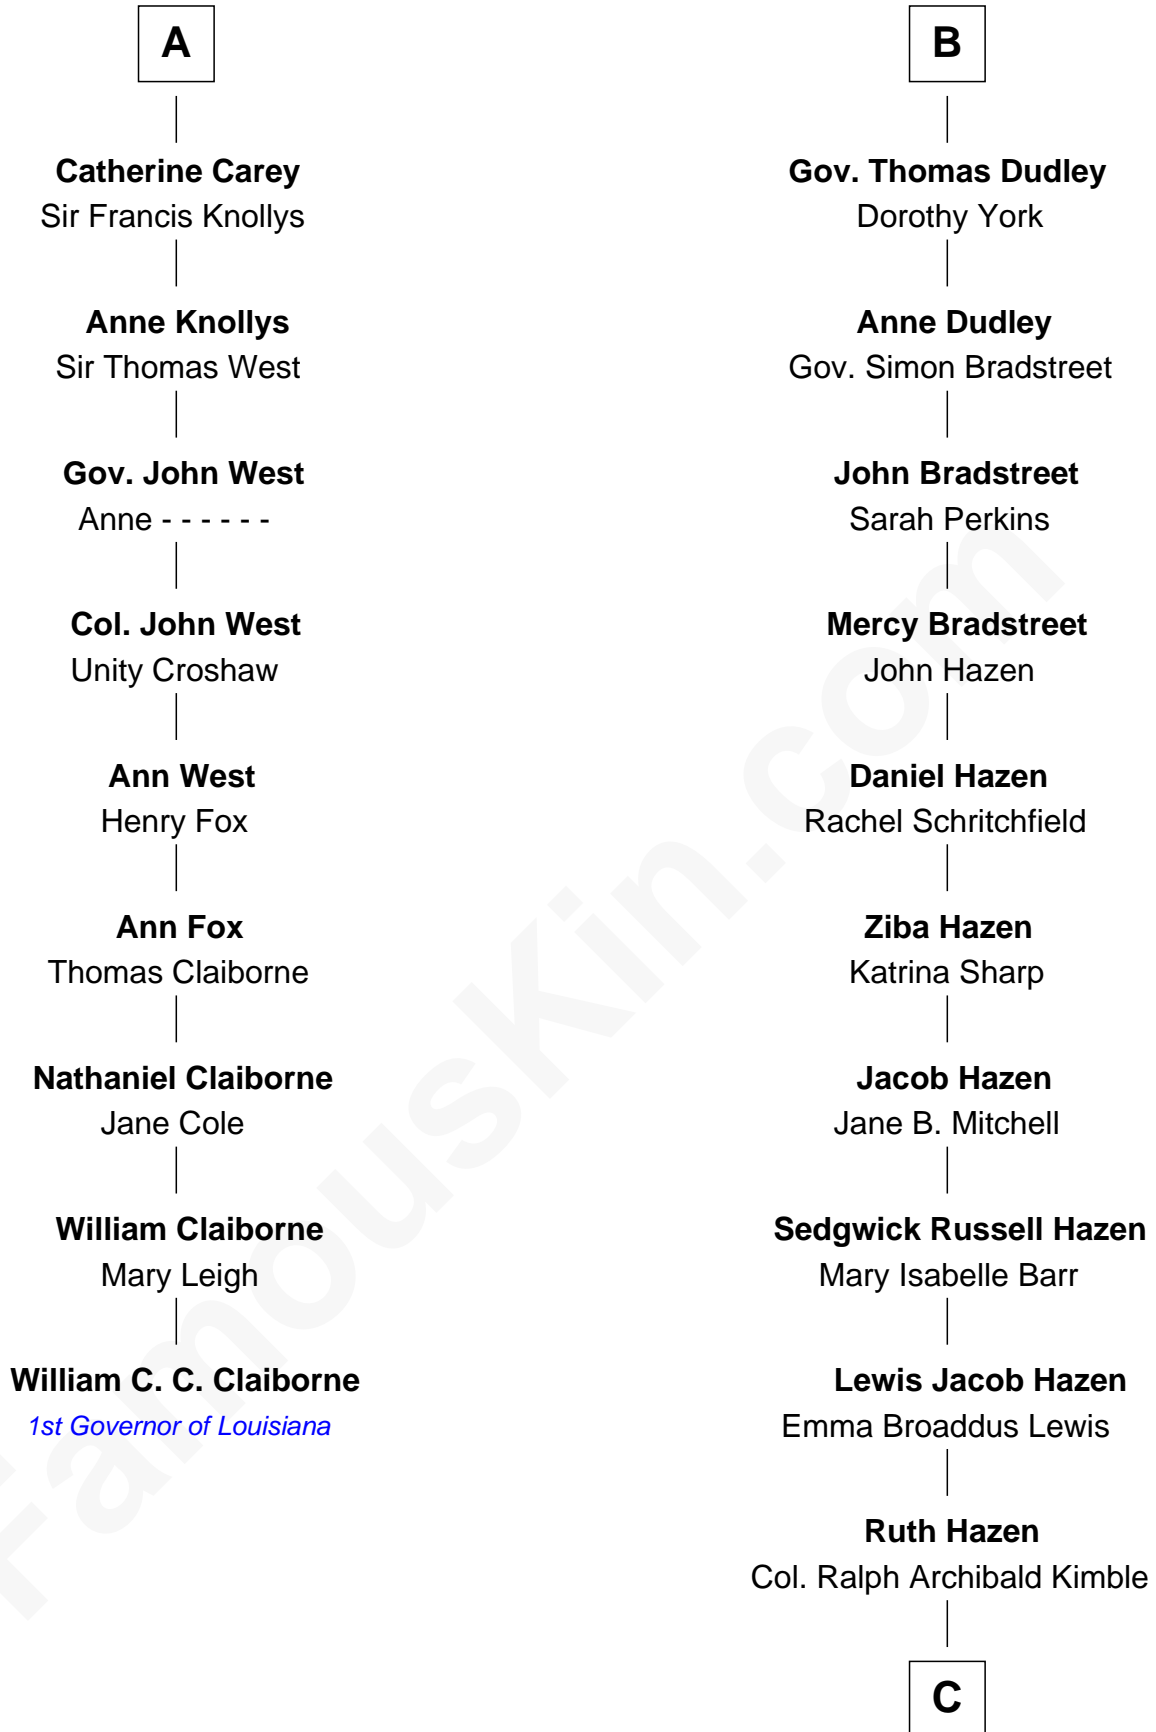 A
Catherine Carey
Sir Francis Knollys
Anne Knollys
Sir Thomas West
Gov. John West
Anne - - - - - -
Col. John West
Unity Croshaw
Ann West
Henry Fox
Ann Fox
Thomas Claiborne
Nathaniel Claiborne
Jane Cole
William Claiborne
Mary Leigh
William C. C. Claiborne
1st Governor of Louisiana
B
Gov. Thomas Dudley
Dorothy York
Anne Dudley
Gov. Simon Bradstreet
John Bradstreet
Sarah Perkins
Mercy Bradstreet
John Hazen
Daniel Hazen
Rachel Schritchfield
Ziba Hazen
Katrina Sharp
Jacob Hazen
Jane B. Mitchell
Sedgwick Russell Hazen
Mary Isabelle Barr
Lewis Jacob Hazen
Emma Broaddus Lewis
Ruth Hazen
Col. Ralph Archibald Kimble
C
FamousKin.com